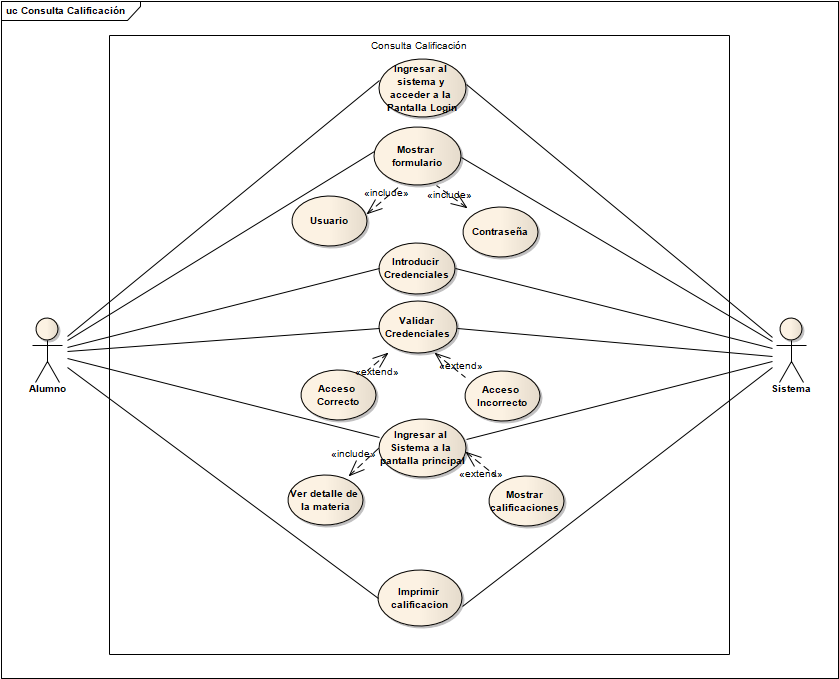 uc Consulta Calificación
Consulta Calificación
Ingresar al
sistema y
acceder a la
Pantalla Login
Mostrar
formulario
«include»
«include»
Usuario
Contraseña
Introducir
Credenciales
Validar
Credenciales
Alumno
Sistema
«extend»
«extend»
Acceso
Correcto
Acceso
Incorrecto
Ingresar al
Sistema a la
pantalla principal
«include»
«extend»
Ver detalle de
la materia
Mostrar
calificaciones
Imprimir
calificacion